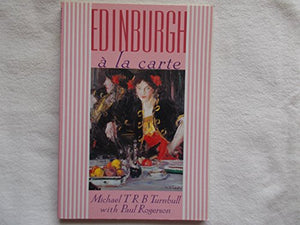 EDINBURGH
à la carte
Michael T R B Turnbull
with Paul Rogerson